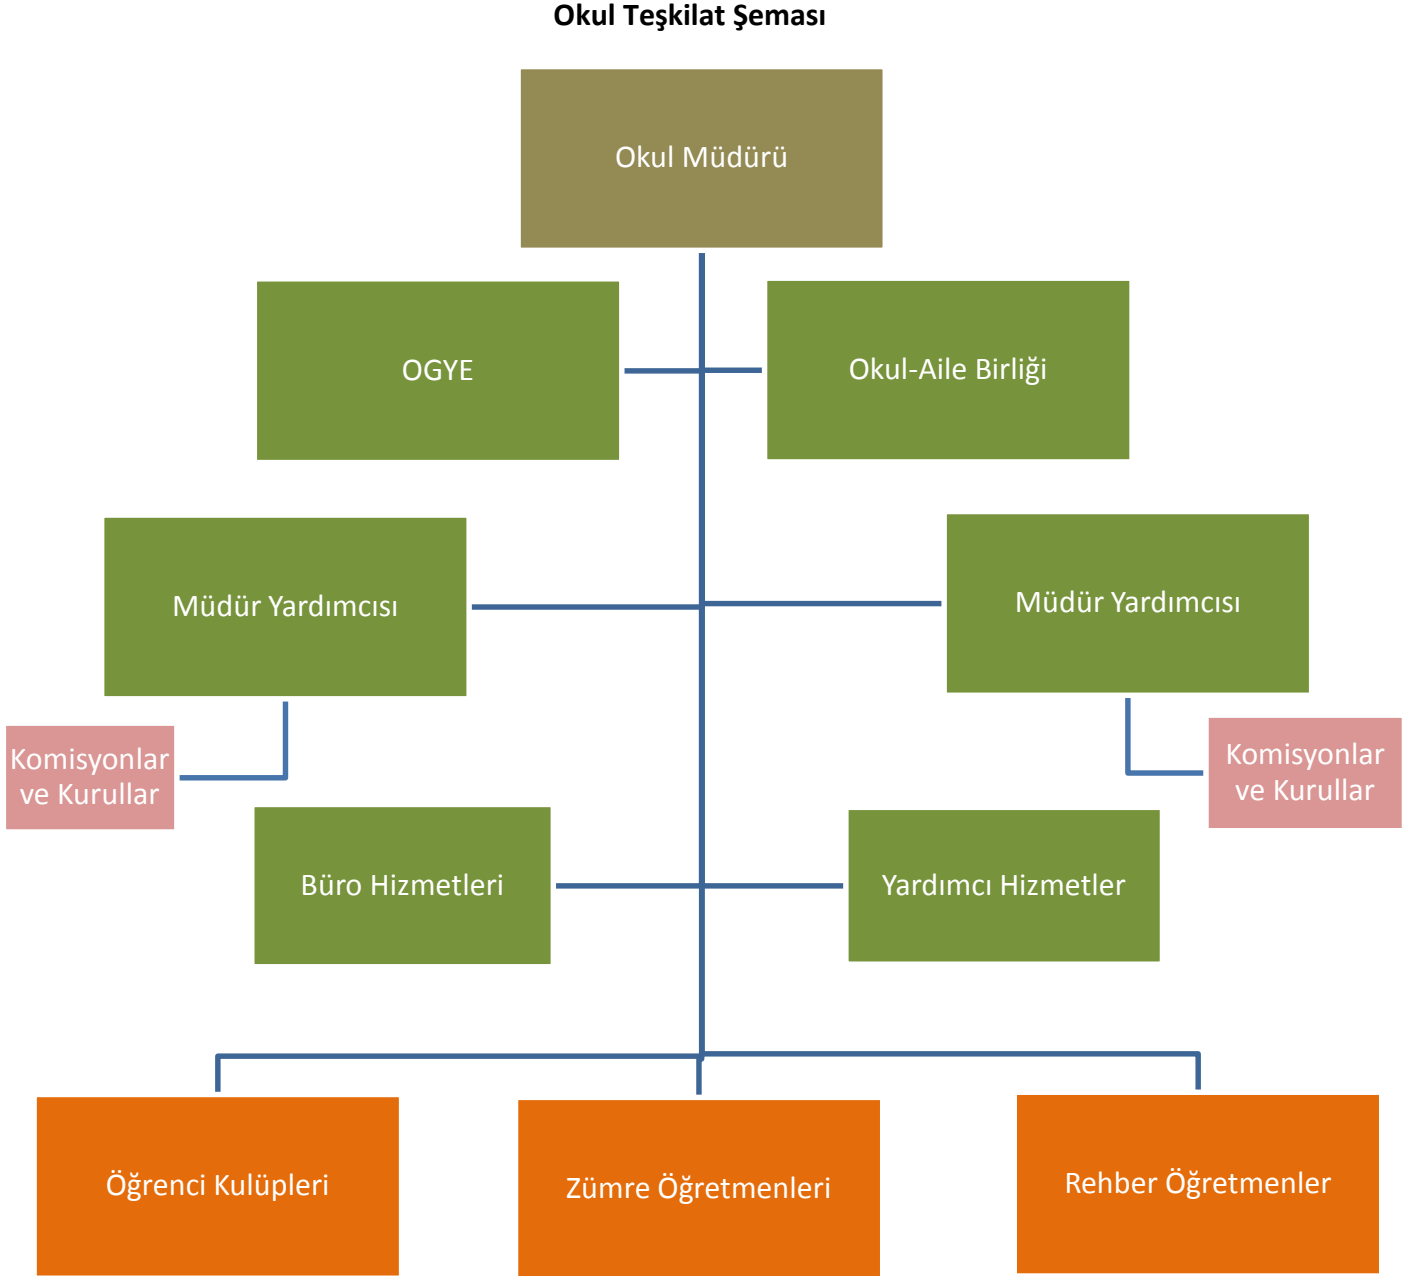 Okul Teşkilat Şeması
Okul Müdürü
OGYE
Okul-Aile Birliği
Müdür Yardımcısı
Müdür Yardımcısı
Komisyonlar
ve Kurullar
Komisyonlar
ve Kurullar
Büro Hizmetleri
Yardımcı Hizmetler
Öğrenci Kulüpleri
Zümre Öğretmenleri
Rehber Öğretmenler